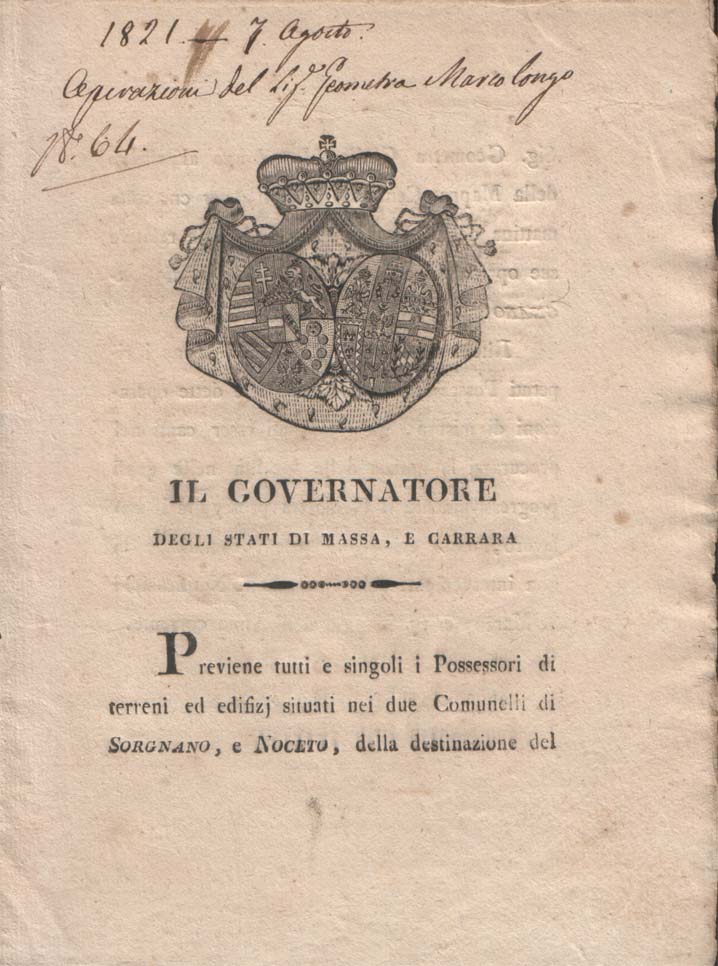 1821 — 7. Agosto.
Operazioni del Sig.r Geometra Marco longo
N.º 64.
IL GOVERNATORE
DEGLI STATI DI MASSA, E CARRARA
Previene tutti e singoli i Possessori di
terreni ed edifizj situati nei due Comunelli di
SORGNANO, e NOCETO, della destinazione del